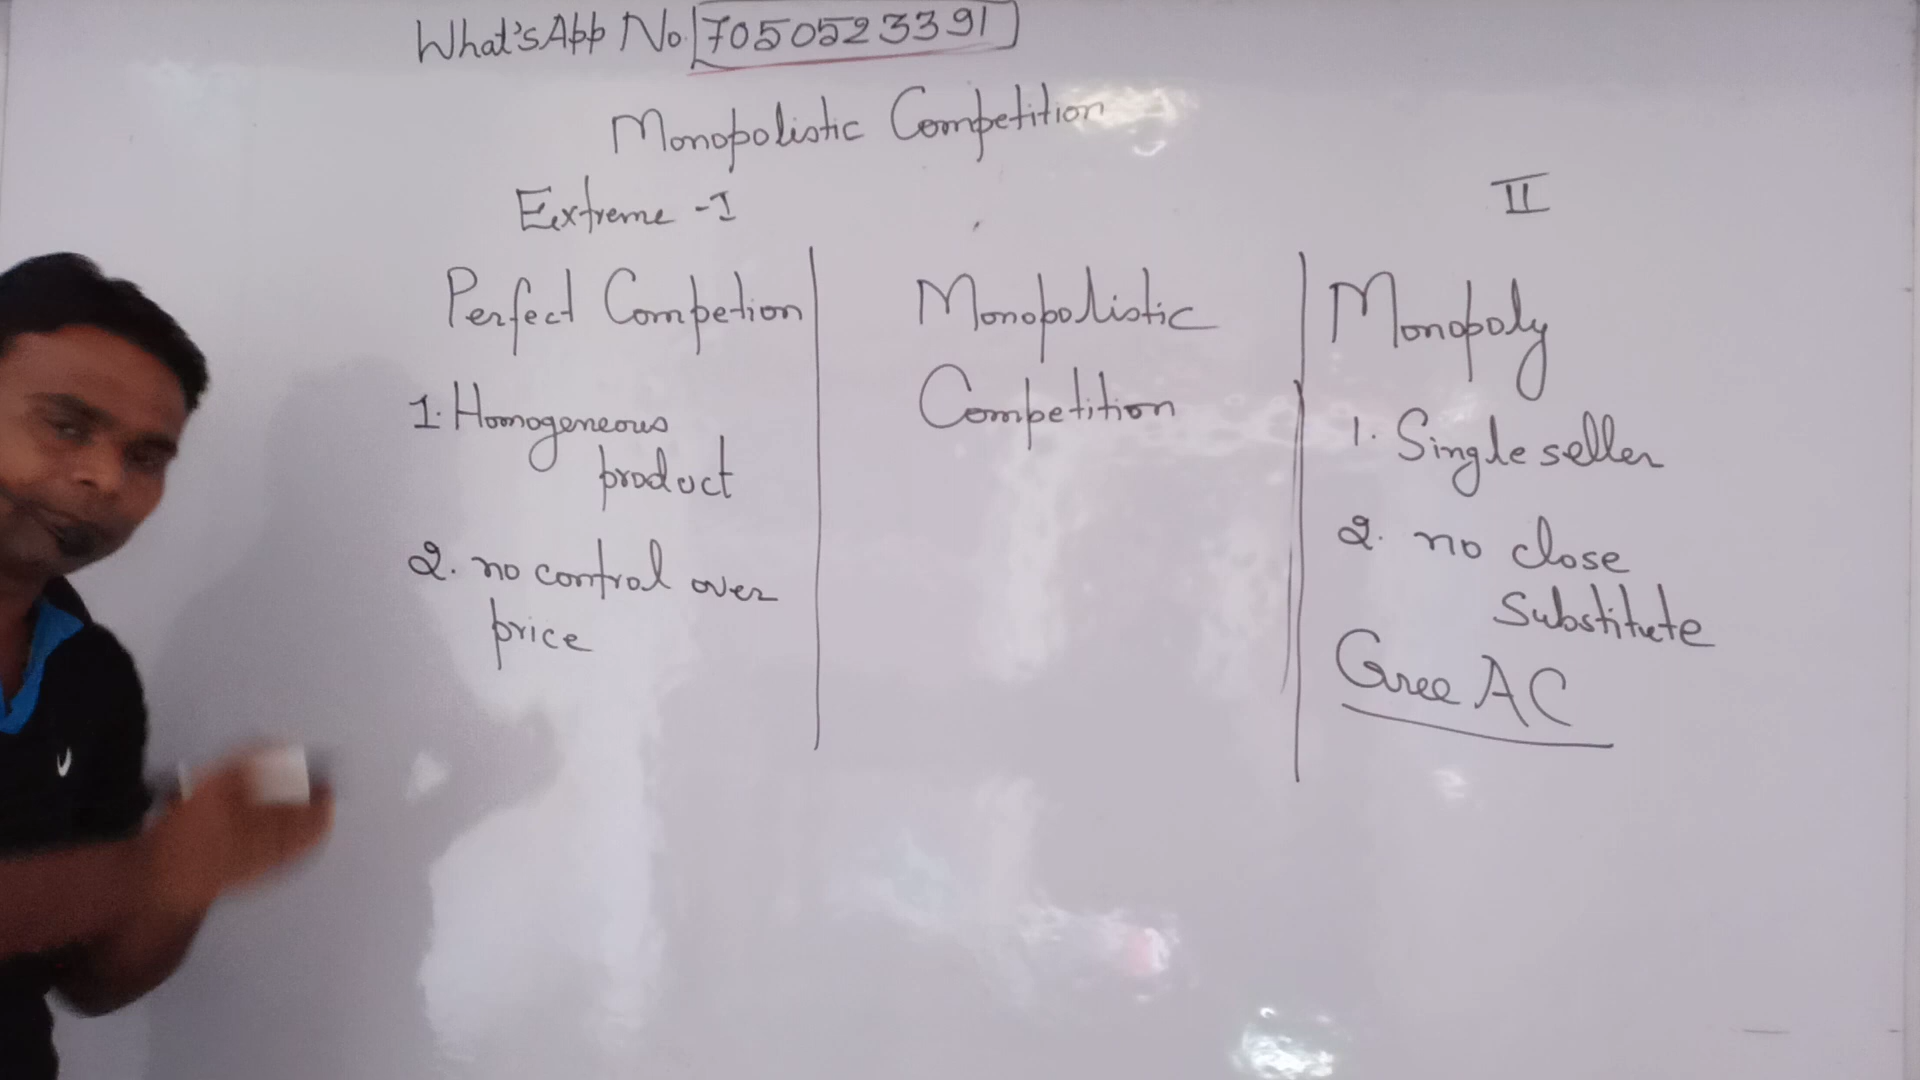 What'sApp No. 7050523391
Monopolistic Competition
Extreme - I
II
Perfect Competion
1. Homogeneous
product
2. no control over
price
Monopolistic
Competition
Monopoly
1. Single seller
2. no close
Substitute
Gree AC